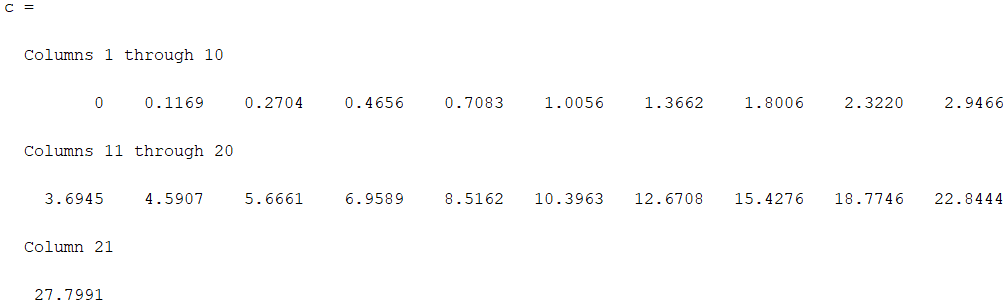 c =
Columns 1 through 10
0 0.1169 0.2704 0.4656 0.7083 1.0056 1.3662 1.8006 2.3220 2.9466
Columns 11 through 20
3.6945 4.5907 5.6661 6.9589 8.5162 10.3963 12.6708 15.4276 18.7746 22.8444
Column 21
27.7991